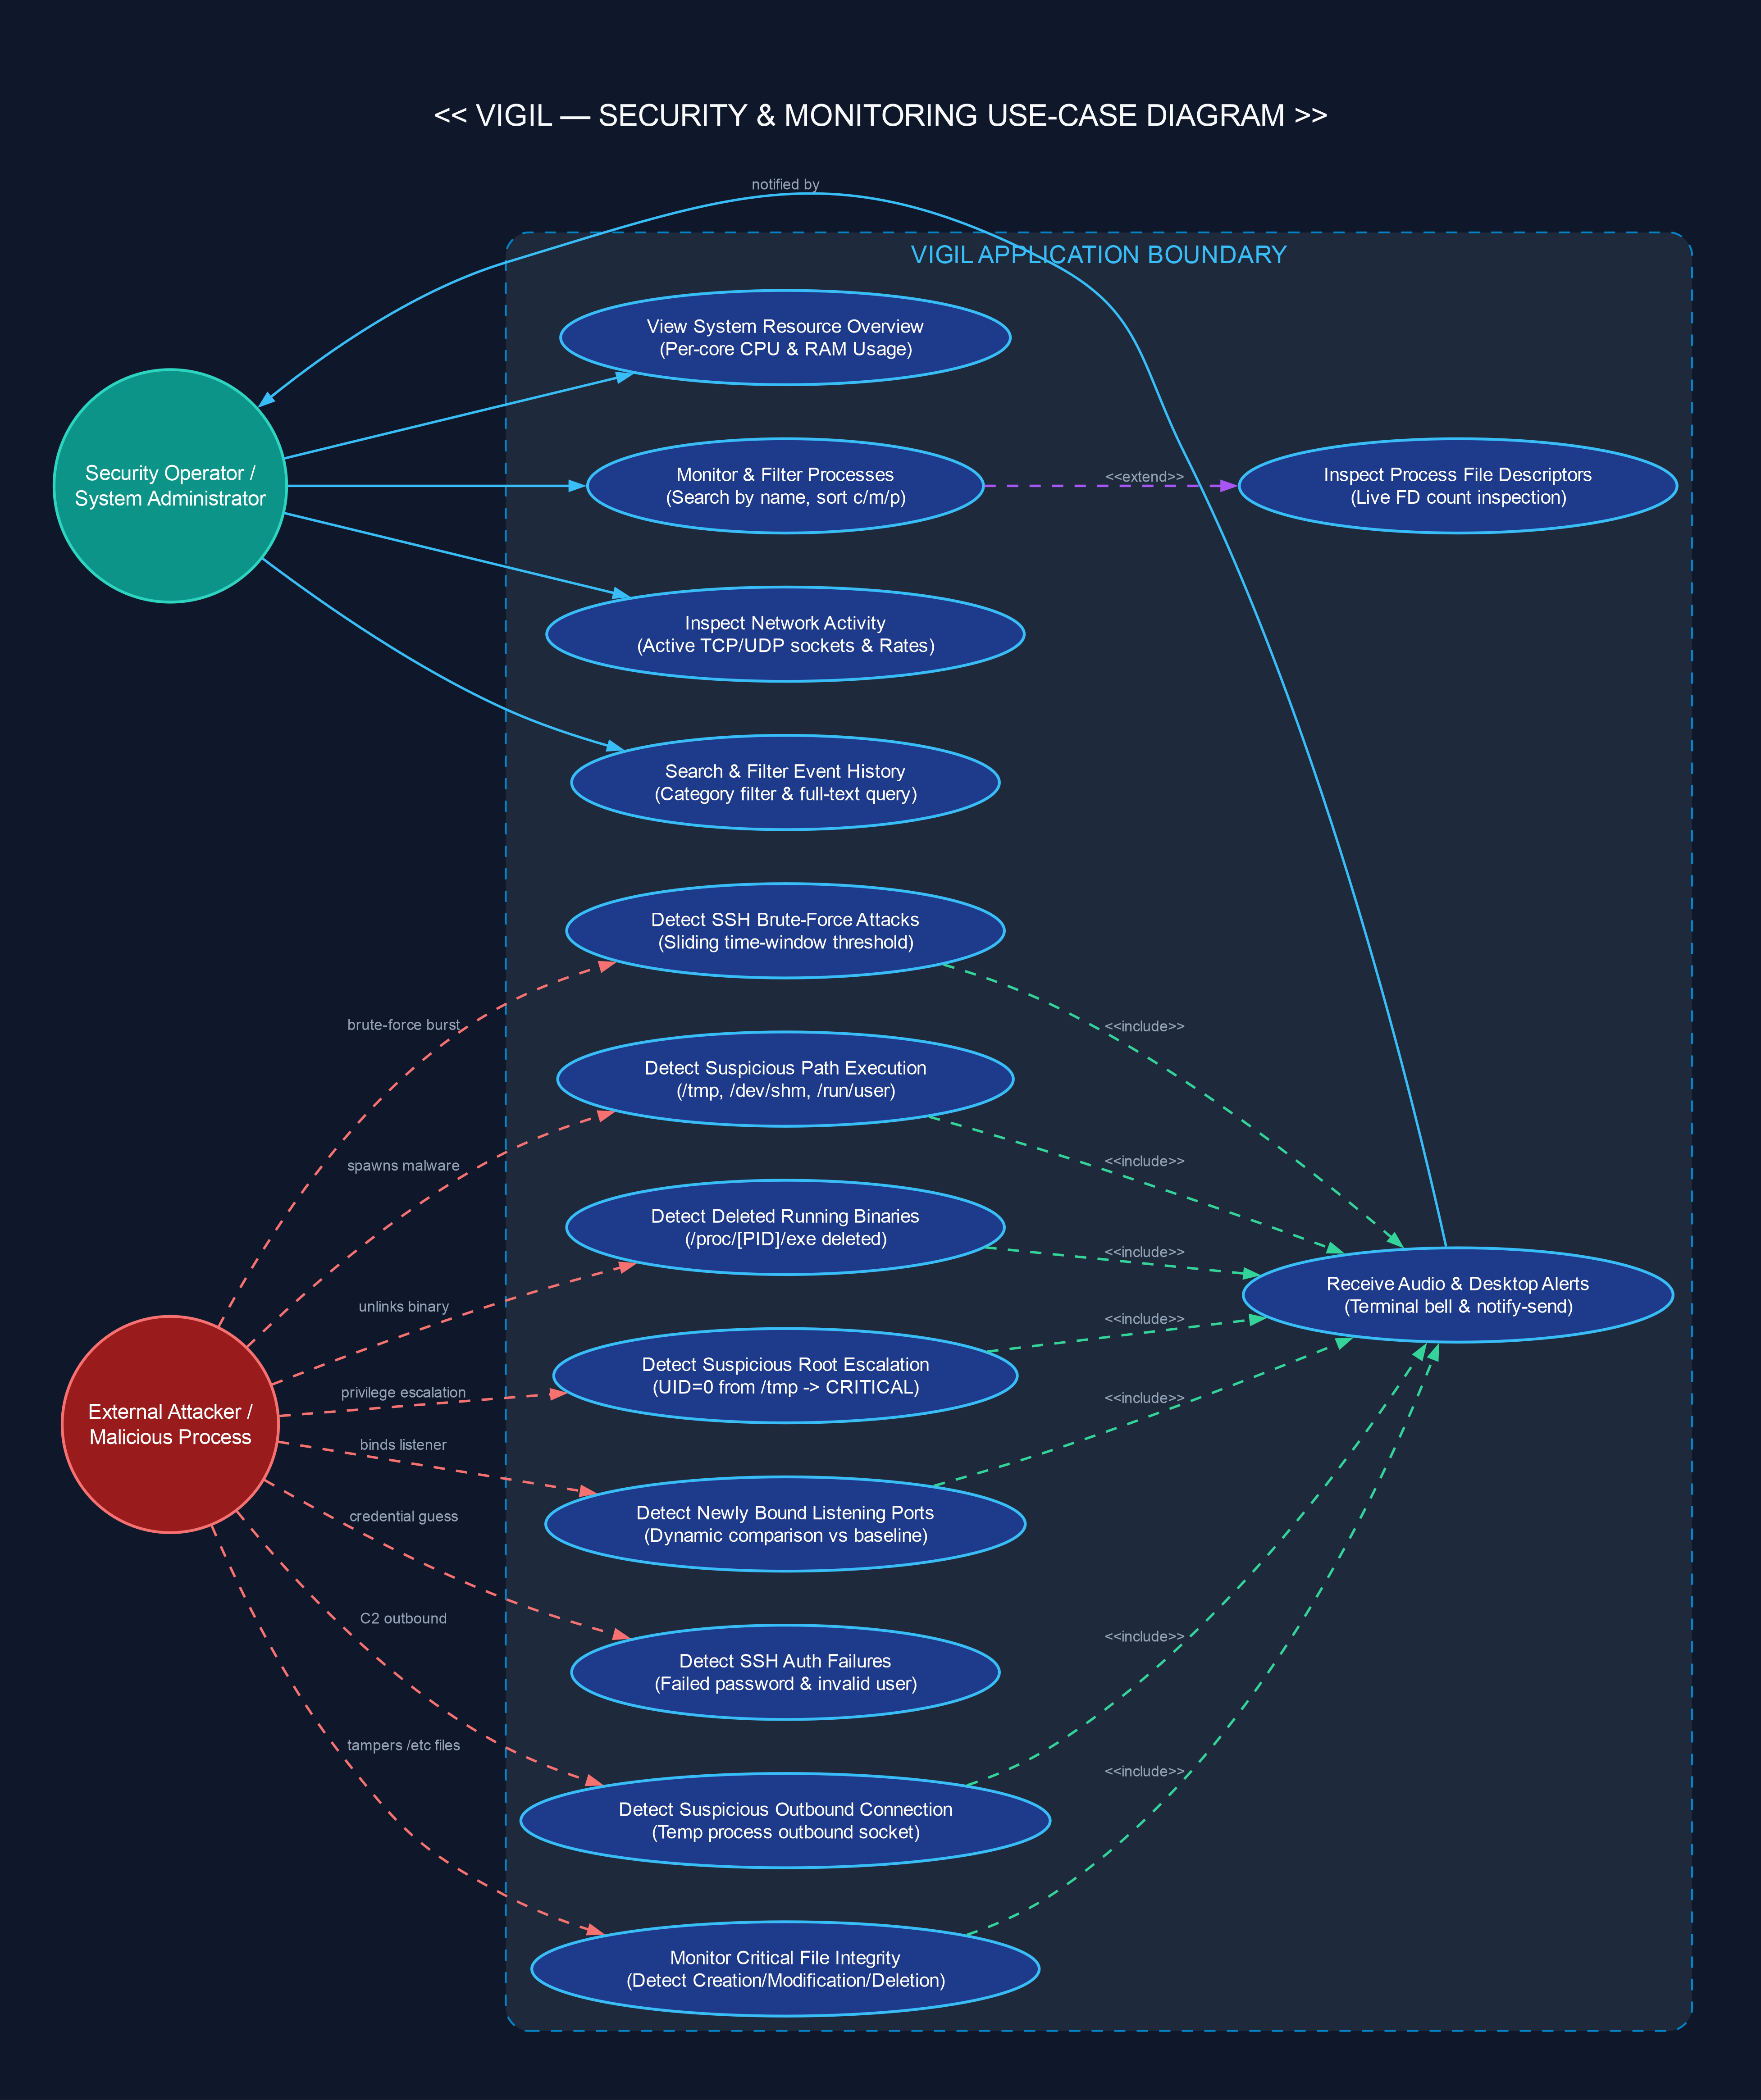 << VIGIL — SECURITY & MONITORING USE-CASE DIAGRAM >>
notified by
VIGIL APPLICATION BOUNDARY
View System Resource Overview
(Per-core CPU & RAM Usage)
Security Operator /
System Administrator
Monitor & Filter Processes
(Search by name, sort c/m/p)
<<extend>>
Inspect Process File Descriptors
(Live FD count inspection)
Inspect Network Activity
(Active TCP/UDP sockets & Rates)
Search & Filter Event History
(Category filter & full-text query)
Detect SSH Brute-Force Attacks
(Sliding time-window threshold)
brute-force burst
<<include>>
Detect Suspicious Path Execution
(/tmp, /dev/shm, /run/user)
spawns malware
<<include>>
Detect Deleted Running Binaries
(/proc/[PID]/exe deleted)
<<include>>
unlinks binary
Receive Audio & Desktop Alerts
(Terminal bell & notify-send)
<<include>>
Detect Suspicious Root Escalation
(UID=0 from /tmp -> CRITICAL)
privilege escalation
<<include>>
External Attacker /
Malicious Process
binds listener
Detect Newly Bound Listening Ports
(Dynamic comparison vs baseline)
credential guess
Detect SSH Auth Failures
(Failed password & invalid user)
C2 outbound
<<include>>
tampers /etc files
<<include>>
Detect Suspicious Outbound Connection
(Temp process outbound socket)
Monitor Critical File Integrity
(Detect Creation/Modification/Deletion)